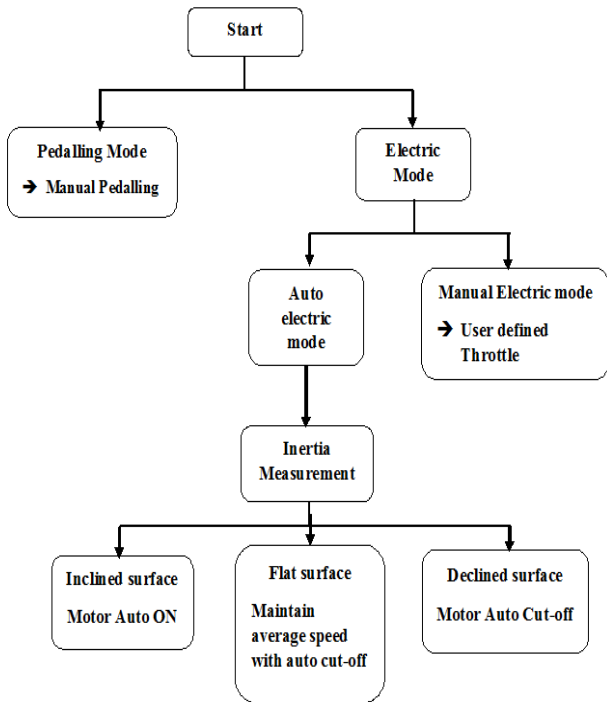 Start
Pedalling Mode
➔ Manual Pedalling
Electric
Mode
Auto
electric
mode
Manual Electric mode
➔ User defined
Throttle
Inertia
Measurement
Inclined surface
Motor Auto ON
Flat surface
Maintain
average speed
with auto cut-off
Declined surface
Motor Auto Cut-off